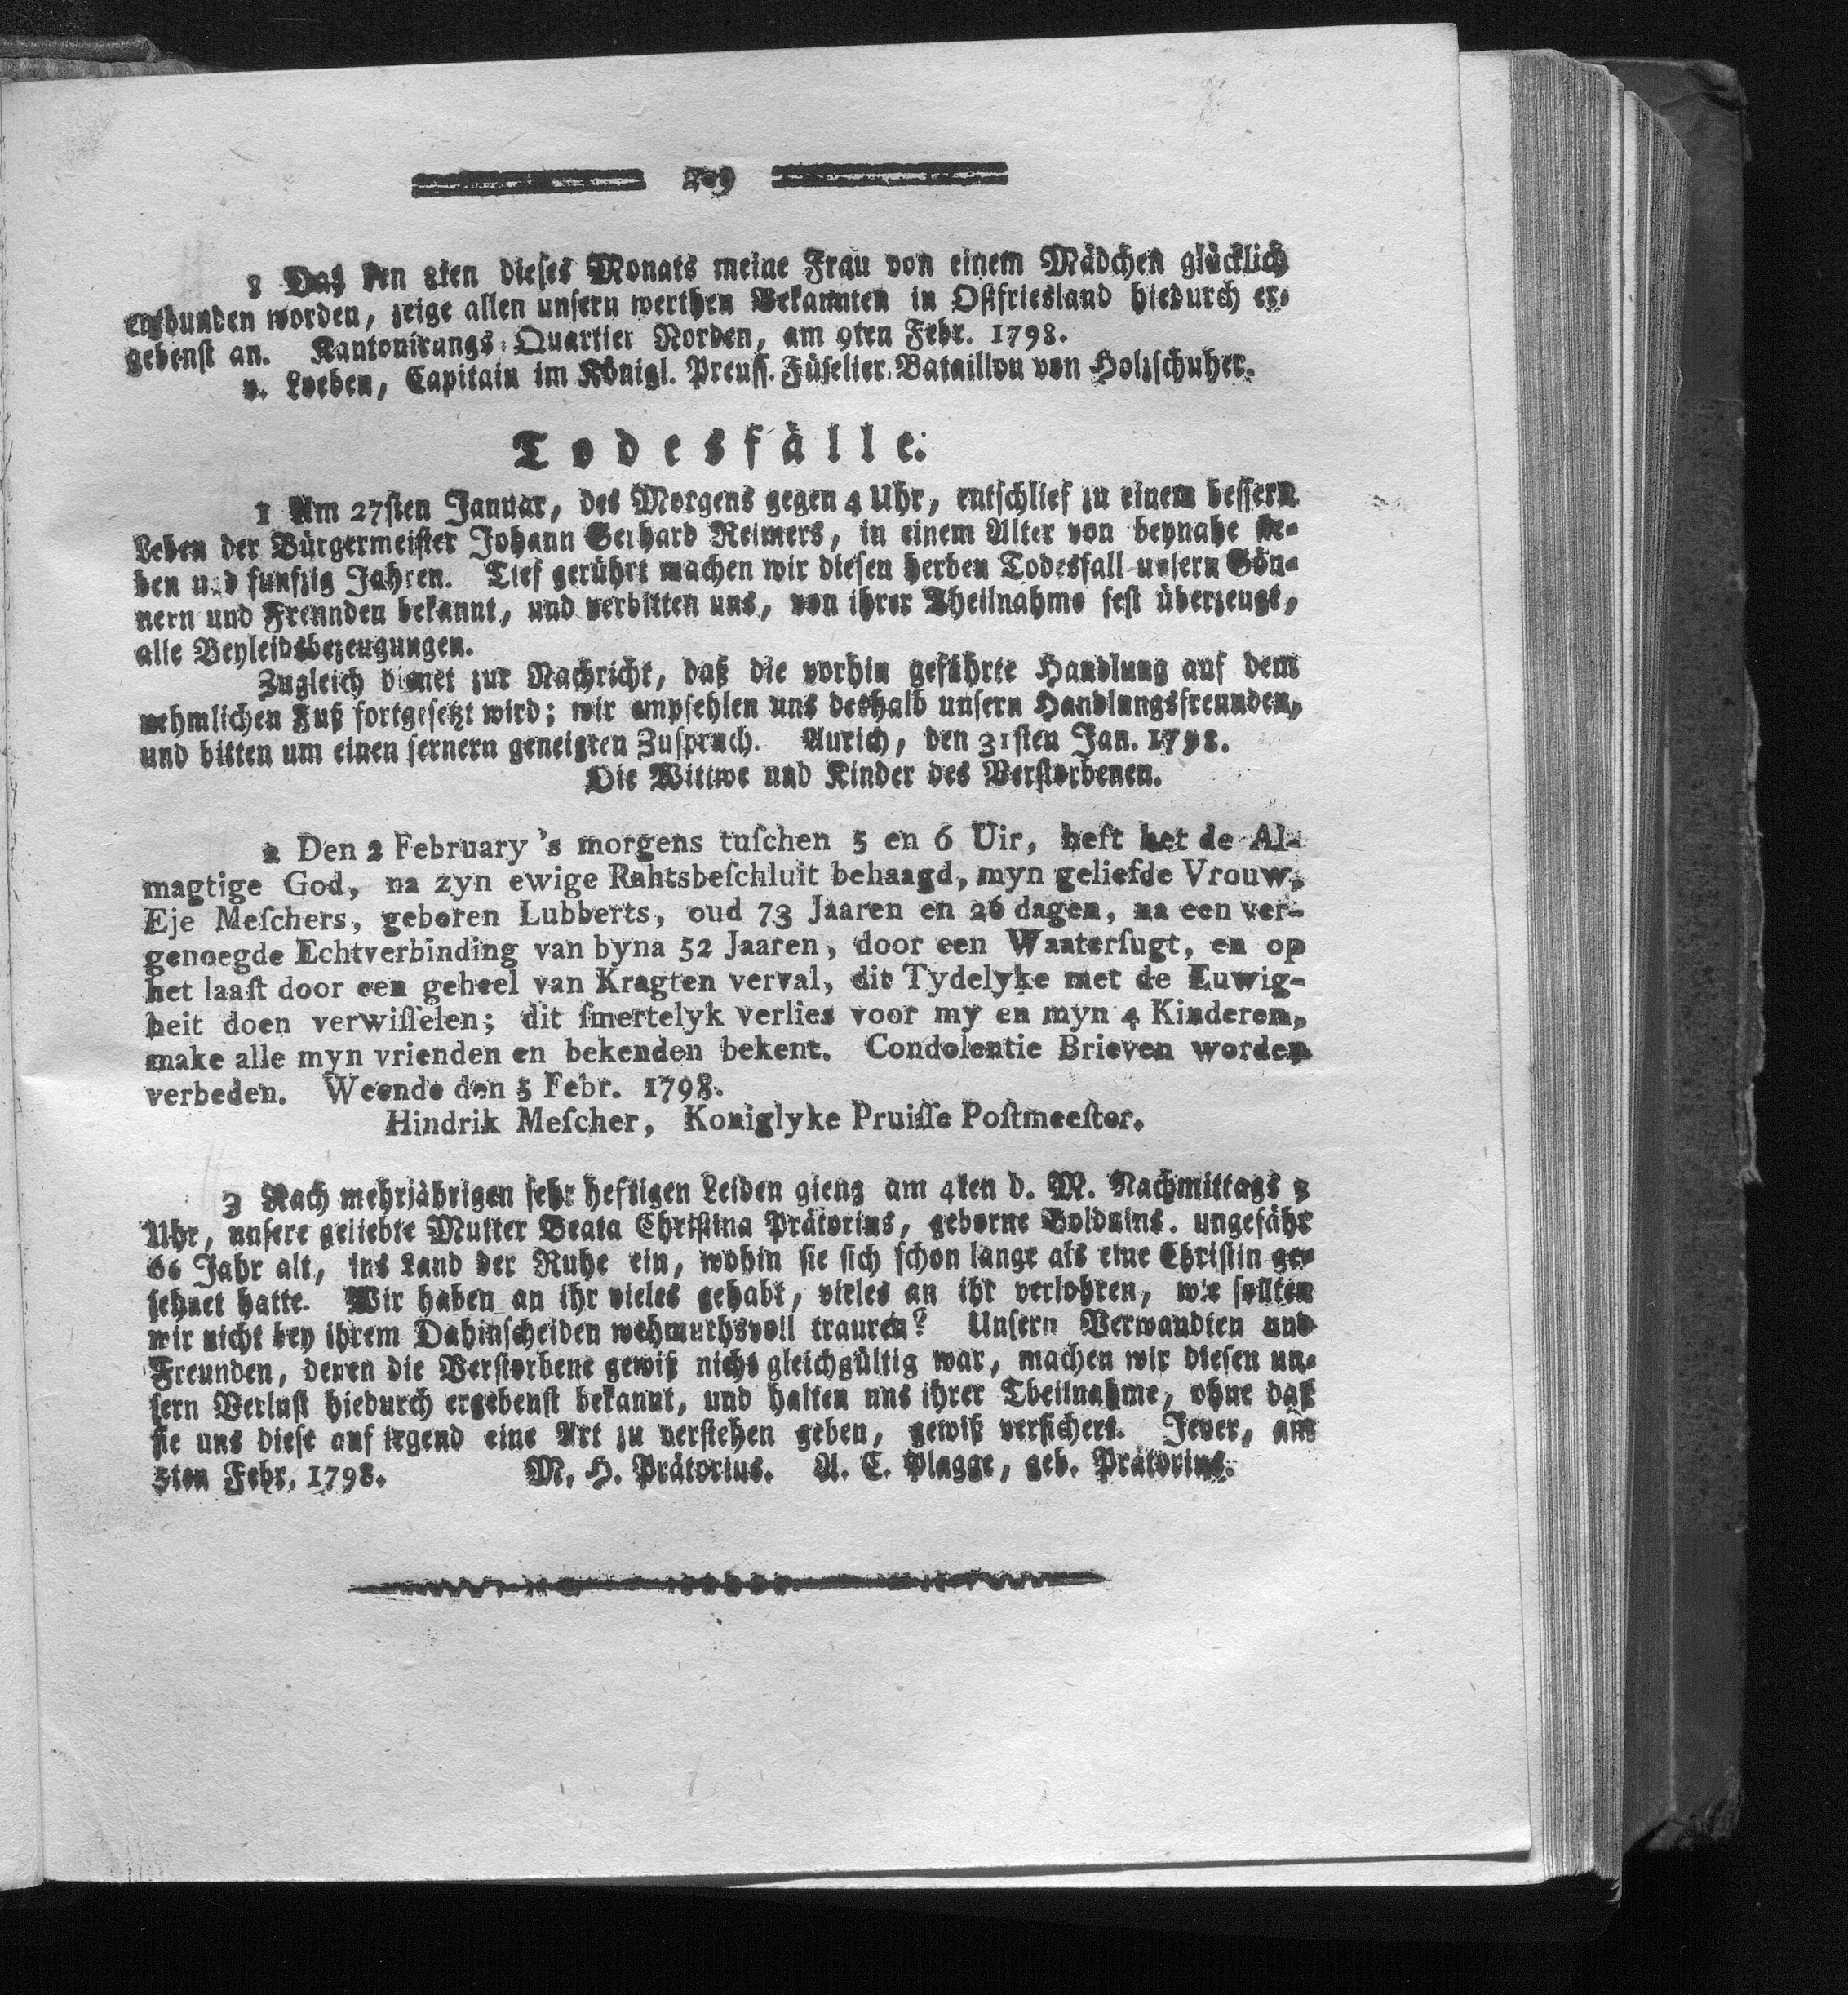 209
8 Daß den 8ten dieses Monats meine Frau von einem Mädchen glücklich
entbunden worden, zeige allen unsern werthen Bekannten in Ostfriesland hiedurch er-
gebenst an. Kantonirungs-Quartier Norden, am 9ten Febr. 1798.
v. Loeben, Capitain im Königl. Preuss. Füselier-Bataillon von Holzschuher.
Todesfälle.
1 Am 27sten Januar, des Morgens gegen 4 Uhr, entschlief zu einem bessern
Leben der Bürgermeister Johann Gerhard Reimers, in einem Alter von beynahe sie-
ben und funfzig Jahren. Tief gerührt machen wir diesen herben Todesfall unsern Gön-
nern und Frennden bekannt, und verbitten uns, von ihrer Theilnahme fest überzeugt,
alle Beyleidsbezeugungen.
Zugleich dienet zur Nachricht, daß die vorhin geführte Handlung auf dem
nehmlichen Fuß fortgesetzt wird; wir empfehlen uns deshalb unsern Handlungsfreunden,
und bitten um einen fernern geneigten Zuspruch. Aurich, den 31sten Jan. 1798.
Die Wittwe und Kinder des Verstorbenen.
2 Den 2 February 's morgens tuſchen 5 en 6 Uir, heft het de Al-
magtige God, na zyn ewige Rahtsbeſchluit behaagd, myn geliefde Vrouw,
Eje Meſchers, geboren Lubberts, oud 73 Jaaren en 26 dagen, na een ver-
genoegde Echtverbinding van byna 52 Jaaren, door een Waaterſugt, en op
het laaſt door een geheel van Kragten verval, dit Tydelyke met de Euwig-
heit doen verwiſſelen; dit ſmertelyk verlies voor my en myn 4 Kinderen,
make alle myn vrienden en bekenden bekent. Condolentie Brieven worden
verbeden. Weende den 5 Febr. 1798.
Hindrik Meſcher, Koniglyke Pruiſſe Poſtmeeſter.
3 Nach mehrjährigen sehr heftigen Leiden gieng am 4ten d. M. Nachmittags
Uhr, unsere geliebte Mutter Beata Christina Prätorius, geborne ungefähr
66 Jahr alt, ins Land der Ruhe ein, wohin sie sich schon lange als eine Christin ge-
sehnet hatte. Wir haben an ihr vieles gehabt, vieles an ihr verlohren, wie sollten
wir nicht bey ihrem Dahinscheiden wehmuthsvoll trauren? Unsern Verwandten und
Freunden, denen die Verstorbene gewiß nicht gleichgültig war, machen wir diesen un-
sern Verlust hiedurch ergebenst bekannt, und halten uns ihrer Theilnahme, ohne daß
sie uns diese auf irgend eine Art zu verstehen geben, gewiß versichert. Jever, am
5ten Febr. 1798. M. H. Prätorius. A. C. Plagge, geb. Prätorius.